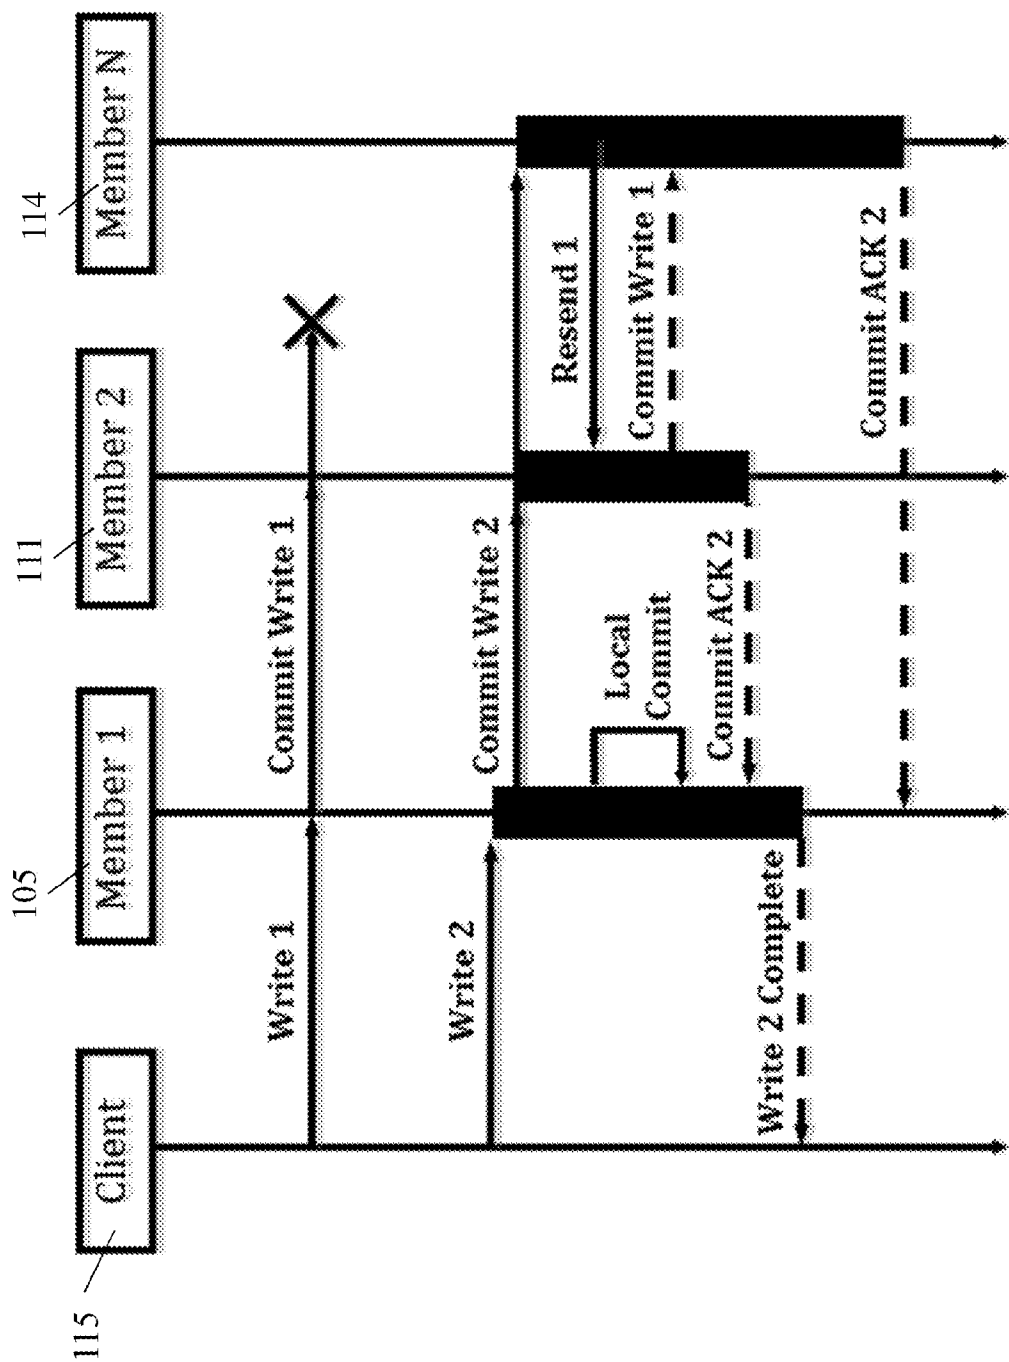 115
105
111
114
Client
Member 1
Member 2
Member N
Write 1
Commit Write 1
Write 2
Commit Write 2
Resend 1
Local
Commit
Commit Write 1
Commit ACK 2
Write 2 Complete
Commit ACK 2